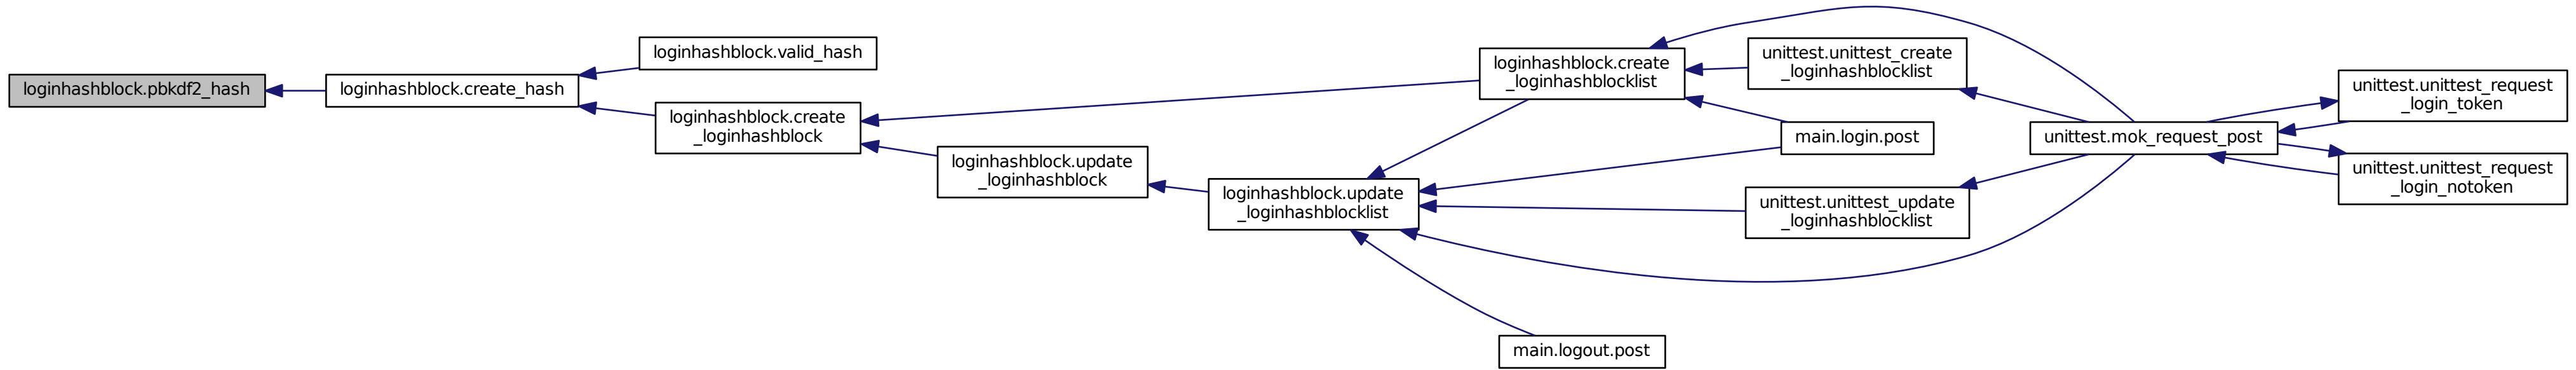 loginhashblock.pbkdf2_hash
loginhashblock.create_hash
loginhashblock.valid_hash
loginhashblock.create
_loginhashblock
loginhashblock.update
_loginhashblock
loginhashblock.update
_loginhashblocklist
loginhashblock.create
_loginhashblocklist
main.logout.post
unittest.unittest_create
_loginhashblocklist
main.login.post
unittest.unittest_update
_loginhashblocklist
unittest.mok_request_post
unittest.unittest_request
_login_token
unittest.unittest_request
_login_notoken